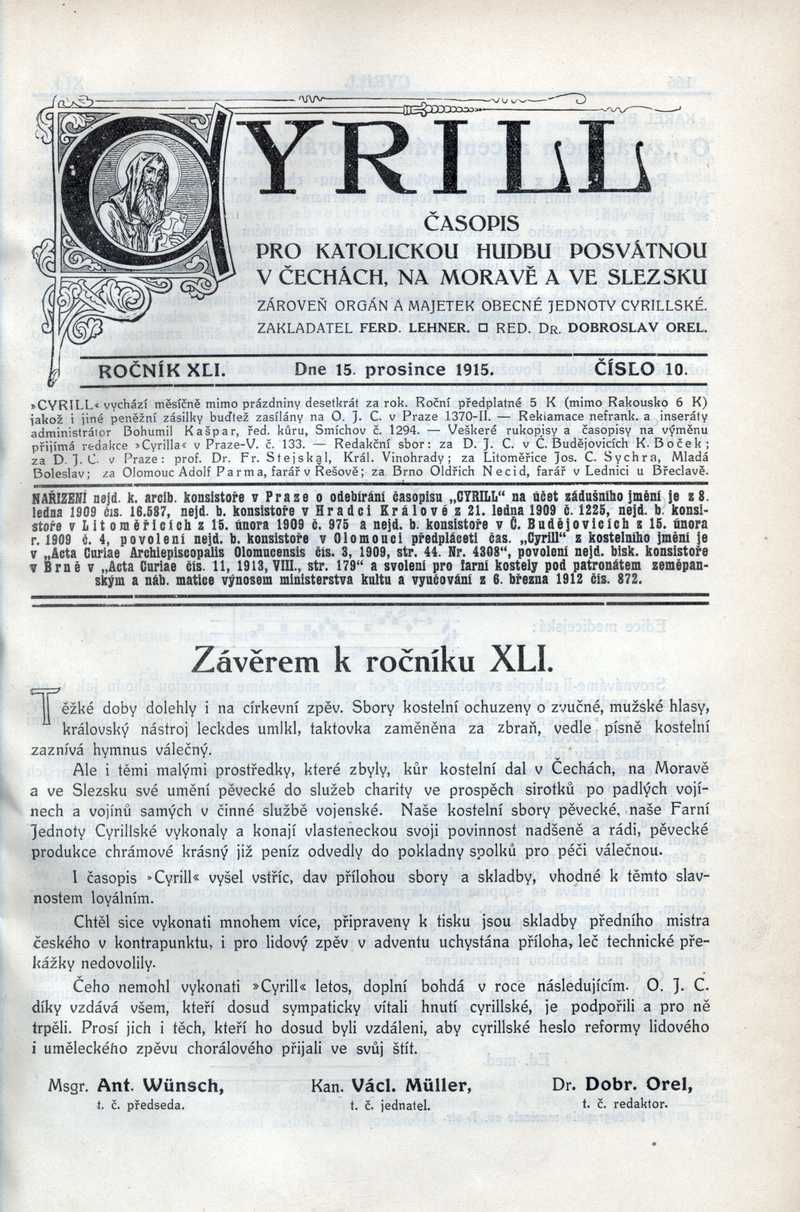 CYRILL
ČASOPIS
PRO KATOLICKOU HUDBU POSVÁTNOU
V ČECHÁCH, NA MORAVĚ A VE SLEZSKU
ZÁROVEŇ ORGÁN A MAJETEK OBECNÉ JEDNOTY CYRILLSKÉ.
ZAKLADATEL FERD. LEHNER. □ RED. DR. DOBROSLAV OREL.
ROČNÍK XLI. Dne 15. prosince 1915. ČÍSLO 10.
»CYRILL« vychází měsíčně mimo prázdniny desetkrát za rok. Roční předplatné 5 K (mimo Rakousko 6 K)
jakož i jiné peněžní zásilky buďtež zasílány na O. J. C. v Praze 1370-II. — Reklamace nefrank. a inseráty
administrátor Bohumil Kašpar, řed. kůru, Smíchov č. 1294. — Veškeré rukopisy a časopisy na výměnu
přijímá redakce »Cyrilla« v Praze-V. č. 133. — Redakční sbor: za D. J. C. v Č. Budějovicích K. Boček;
za D. J. C. v Praze: prof. Dr. Fr. Stejskal, Král. Vinohrady; za Litoměřice Jos. C. Sychra, Mladá
Boleslav; za Olomouc Adolf Parma, farář v Řešově; za Brno Oldřich Necid, farář v Lednici u Břeclavě.
NAŘÍZENÍ nejd. k. arcib. konsistoře v Praze o odebírání časopisu „CYRILL“ na účet zádušního jmění je z 8.
ledna 1909 čís. 16.587, nejd. b. konsistoře v Hradci Králové z 21. ledna 1909 č. 1225, nejd. b. konsi-
stoře v Litoměřicích z 15. února 1909 č. 975 a nejd. b. konsistoře v Č. Budějovicích z 15. února
r. 1909 č. 4, povolení nejd. b. konsistoře v Olomouci předpláceti čas. „Cyrill“ z kostelního jmění je
v „Acta Curiae Archiepiscopalis Olomucensis čís. 3, 1909, str. 44. Nr. 4308“, povolení nejd. bisk. konsistoře
v Brně v „Acta Curiae čís. 11, 1913, VIII., str. 179“ a svolení pro farní kostely pod patronátem zeměpan-
ským a náb. matice výnosem ministerstva kultu a vyučování z 6. března 1912 čís. 872.
Závěrem k ročníku XLI.
Těžké doby dolehly i na církevní zpěv. Sbory kostelní ochuzeny o zvučné, mužské hlasy,
královský nástroj leckdes umlkl, taktovka zaměněna za zbraň, vedle písně kostelní
zaznívá hymnus válečný.
Ale i těmi malými prostředky, které zbyly, kůr kostelní dal v Čechách, na Moravě
a ve Slezsku své umění pěvecké do služeb charity ve prospěch sirotků po padlých vojí-
nech a vojínů samých v činné službě vojenské. Naše kostelní sbory pěvecké, naše Farní
Jednoty Cyrillské vykonaly a konají vlasteneckou svoji povinnost nadšeně a rádi, pěvecké
produkce chrámové krásný již peníz odvedly do pokladny spolků pro péči válečnou.
I časopis »Cyrill« vyšel vstříc, dav přílohou sbory a skladby, vhodné k těmto slav-
nostem loyálním.
Chtěl sice vykonati mnohem více, připraveny k tisku jsou skladby předního mistra
českého v kontrapunktu, i pro lidový zpěv v adventu uchystána příloha, leč technické pře-
kážky nedovolily.
Čeho nemohl vykonati »Cyrill« letos, doplní bohdá v roce následujícím. O. J. C.
díky vzdává všem, kteří dosud sympaticky vítali hnutí cyrillské, je podpořili a pro ně
trpěli. Prosí jich i těch, kteří ho dosud byli vzdáleni, aby cyrillské heslo reformy lidového
i uměleckého zpěvu chorálového přijali ve svůj štít.
Msgr. Ant. Wünsch, Kan. Václ. Müller, Dr. Dobr. Orel,
t. č. předseda. t. č. jednatel. t. č. redaktor.